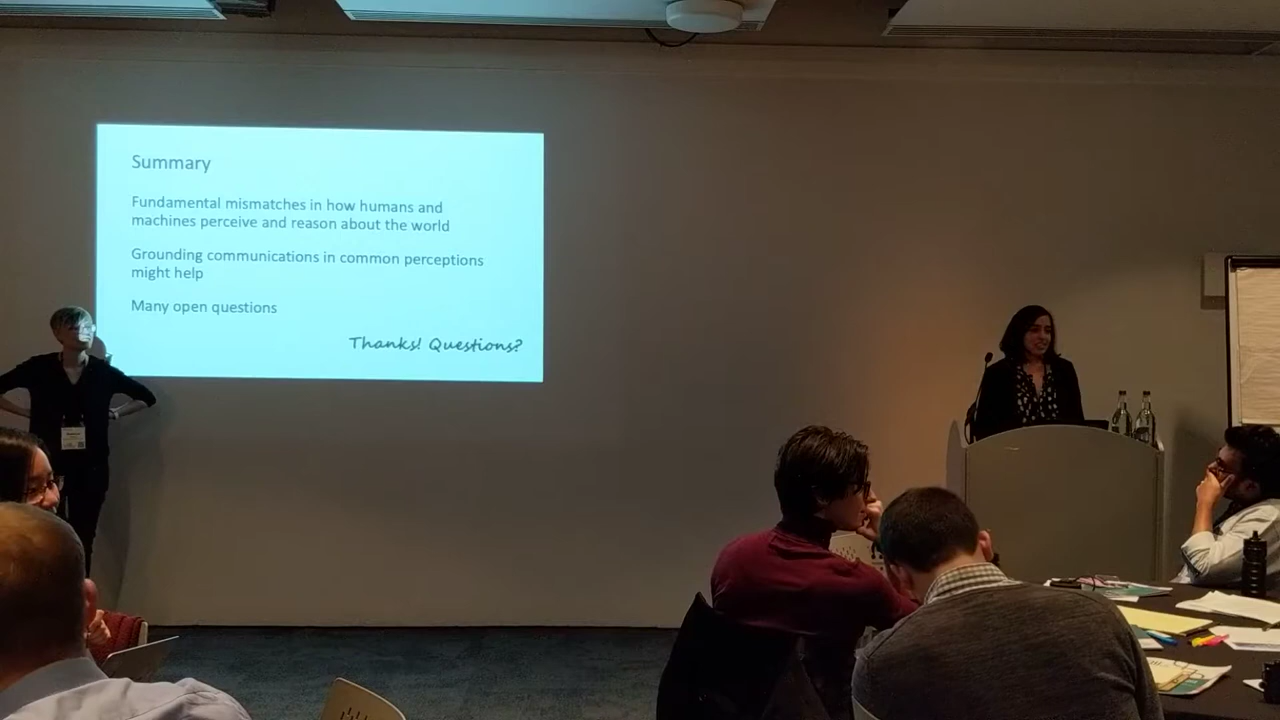 Summary
Fundamental mismatches in how humans and
machines perceive and reason about the world
Grounding communications in common perceptions
might help
Many open questions
Thanks! Questions?